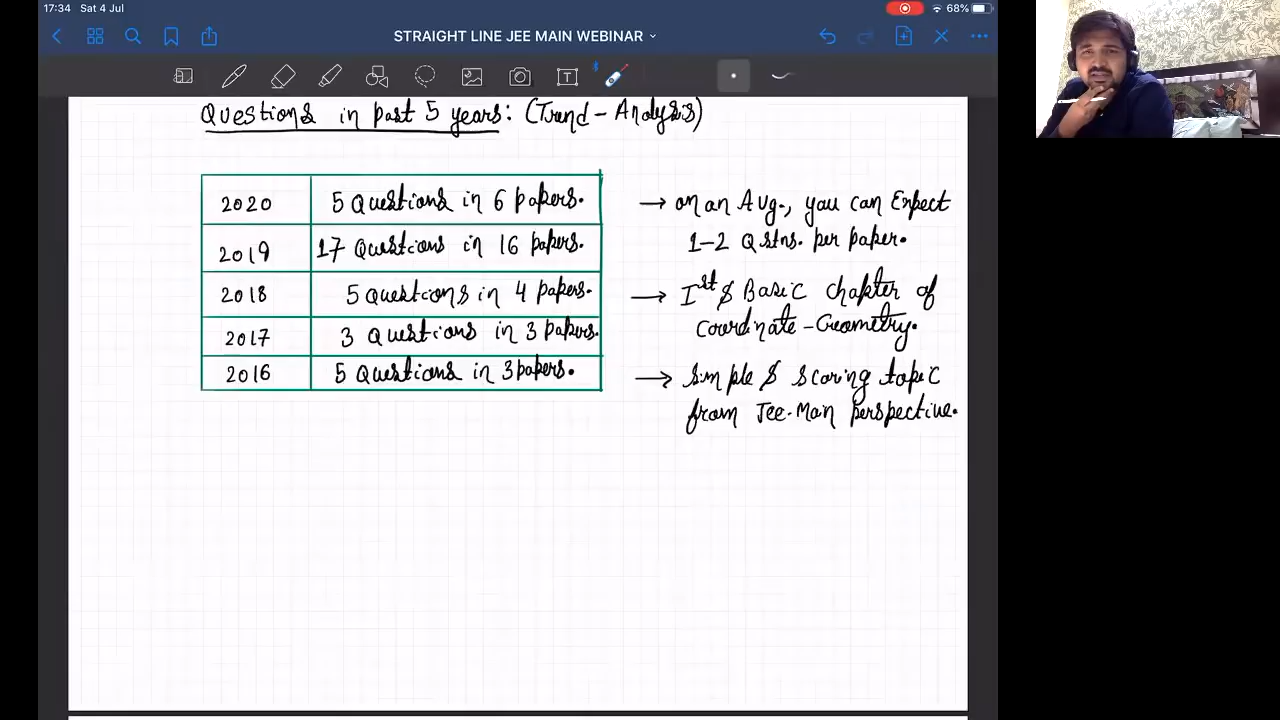 17:34 Sat 4 Jul
68%
STRAIGHT LINE JEE MAIN WEBINAR
Questions in past 5 years: (Trend - Analysis)
2020 5 Questions in 6 papers.
2019 17 Questions in 16 papers.
2018 5 Questions in 4 papers.
2017 3 Questions in 3 papers.
2016 5 Questions in 3 papers.
→ on an Avg., you can Expect
1-2 Qstns. per paper.
→ Ist & Basic chapter of
Coordinate-Geometry.
→ Simple & Scoring topic
from Jee-Main perspective.